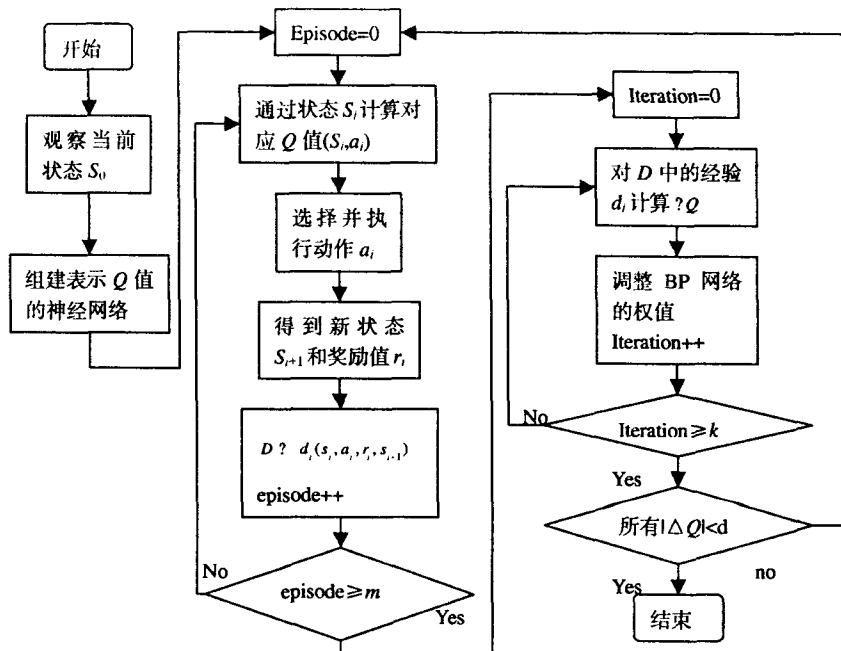 开始
观察当前
状态 S₀
组建表示 Q 值
的神经网络
Episode=0
通过状态 Sᵢ 计算对
应 Q 值(Sᵢ,aᵢ)
选择并执
行动作 aᵢ
得到新状态
Sᵢ₊₁ 和奖励值 rᵢ
D ? dᵢ(sᵢ,aᵢ,rᵢ,sᵢ₋₁)
episode++
No
episode≥m
Yes
Iteration=0
对 D 中的经验
dᵢ 计算?Q
调整 BP 网络
的权值
Iteration++
No
Iteration≥k
Yes
所有|△Q|<d
no
Yes
结束